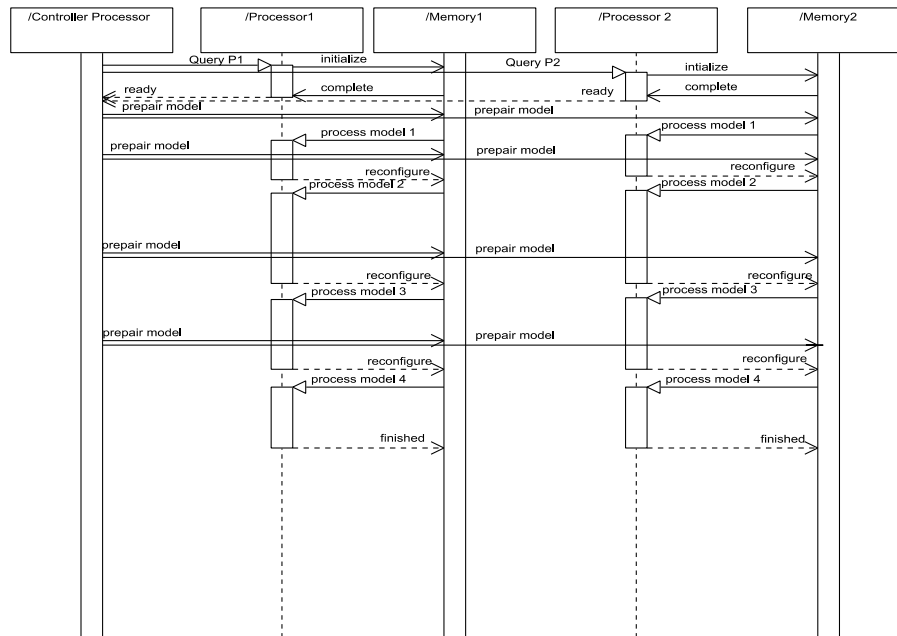 /Controller Processor
/Processor1
/Memory1
/Processor 2
/Memory2
Query P1
initialize
Query P2
intialize
ready
complete
ready
complete
prepair model
prepair model
process model 1
process model 1
prepair model
prepair model
reconfigure
reconfigure
process model 2
process model 2
prepair model
prepair model
reconfigure
reconfigure
process model 3
process model 3
prepair model
prepair model
reconfigure
reconfigure
process model 4
process model 4
finished
finished